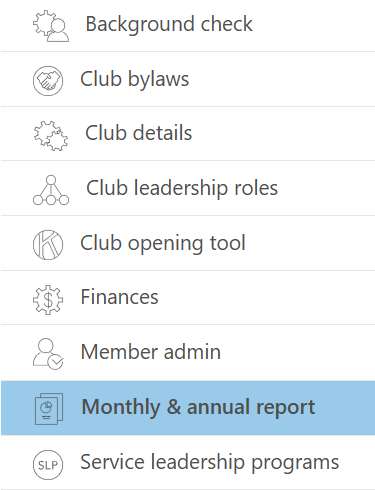 Background check
Club bylaws
Club details
Club leadership roles
Club opening tool
Finances
Member admin
Monthly & annual report
SLP Service leadership programs